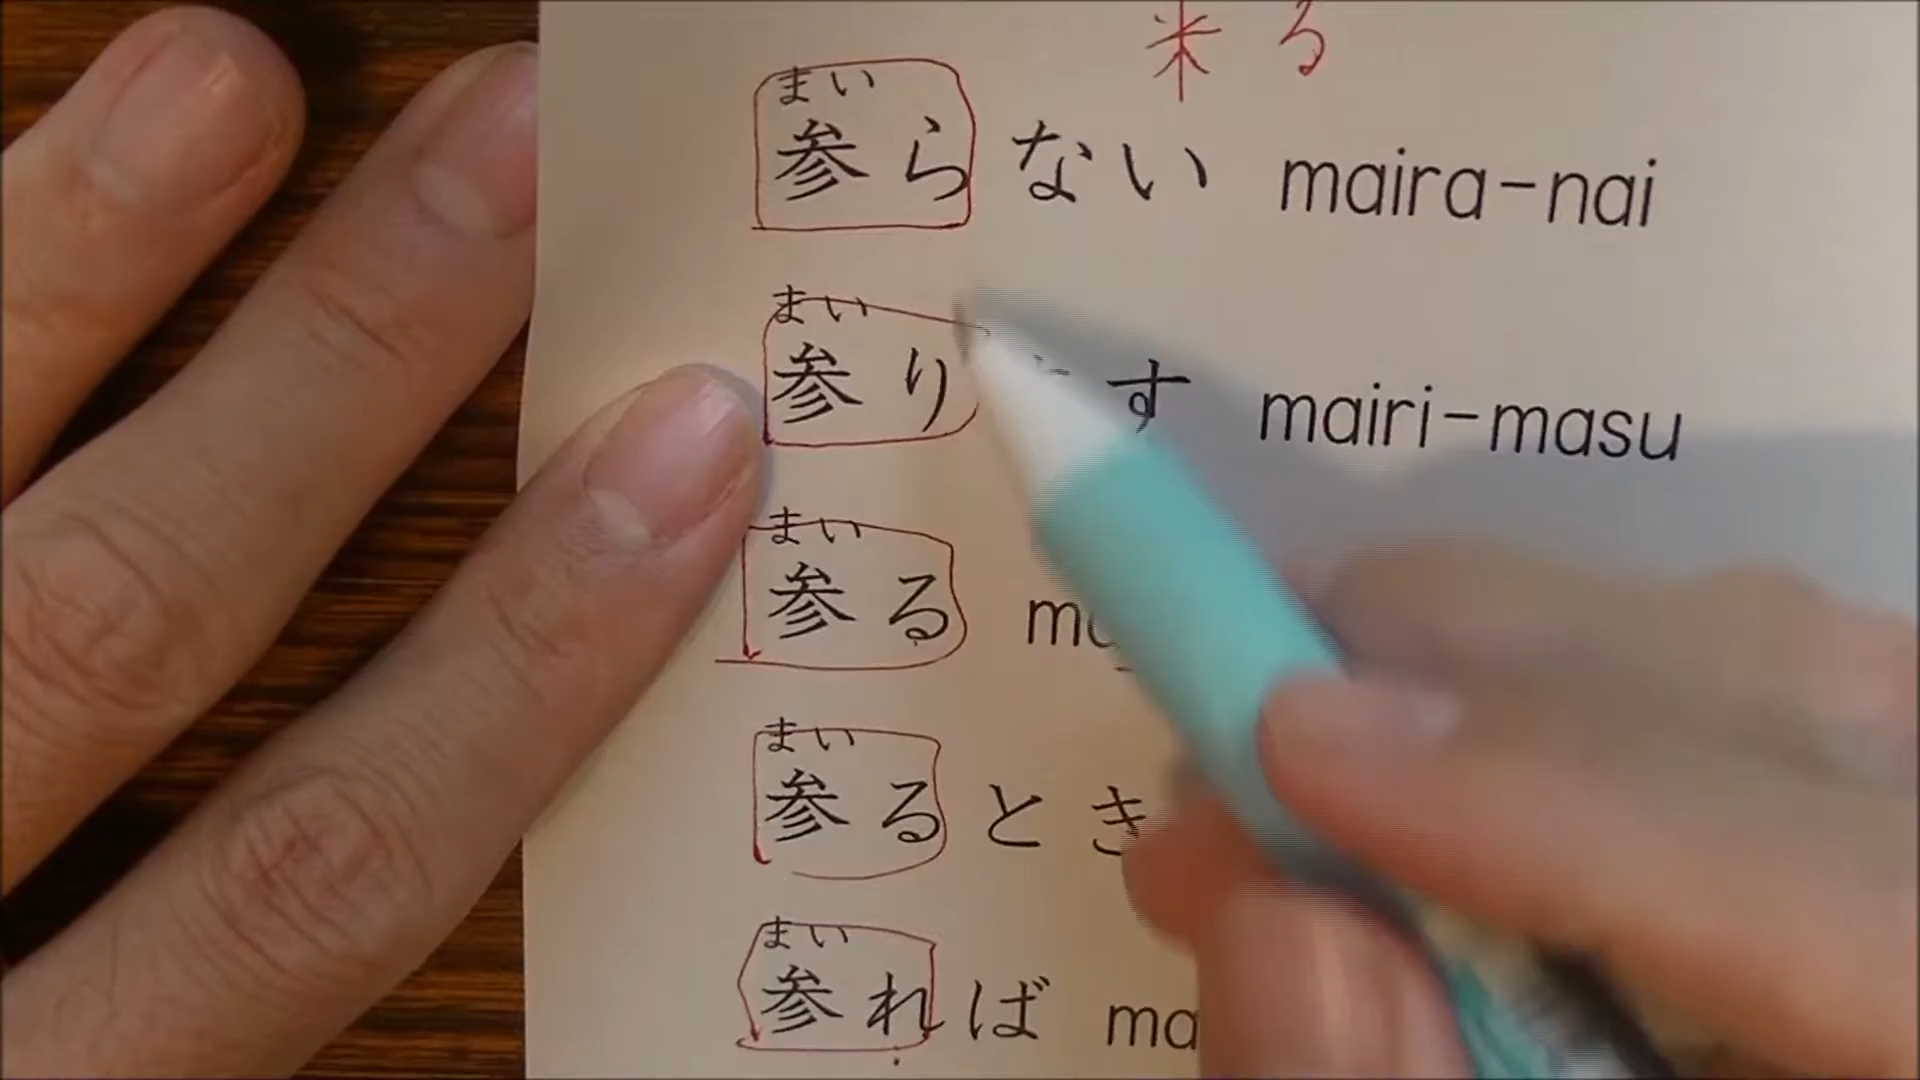 来る
まい
参らない maira-nai
まい
参り す mairi-masu
まい
参る
まい
参るとき
まい
参れば